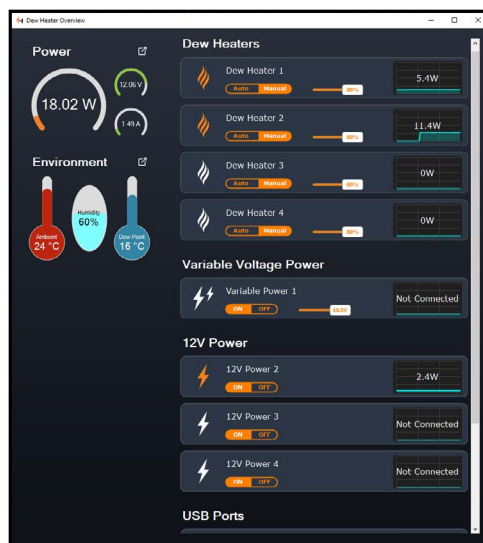 Dew Heater Overview
Power
18.02 W
12.06 V
1.49 A
Environment
Ambient
24 °C
Humidity
60%
Dew Point
16 °C
Dew Heaters
Dew Heater 1
Auto Manual
80%
5.4W
Dew Heater 2
Auto Manual
80%
11.4W
Dew Heater 3
Auto Manual
80%
0W
Dew Heater 4
Auto Manual
80%
0W
Variable Voltage Power
Variable Power 1
ON OFF
10.5V
Not Connected
12V Power
12V Power 2
ON OFF
2.4W
12V Power 3
ON OFF
Not Connected
12V Power 4
ON OFF
Not Connected
USB Ports